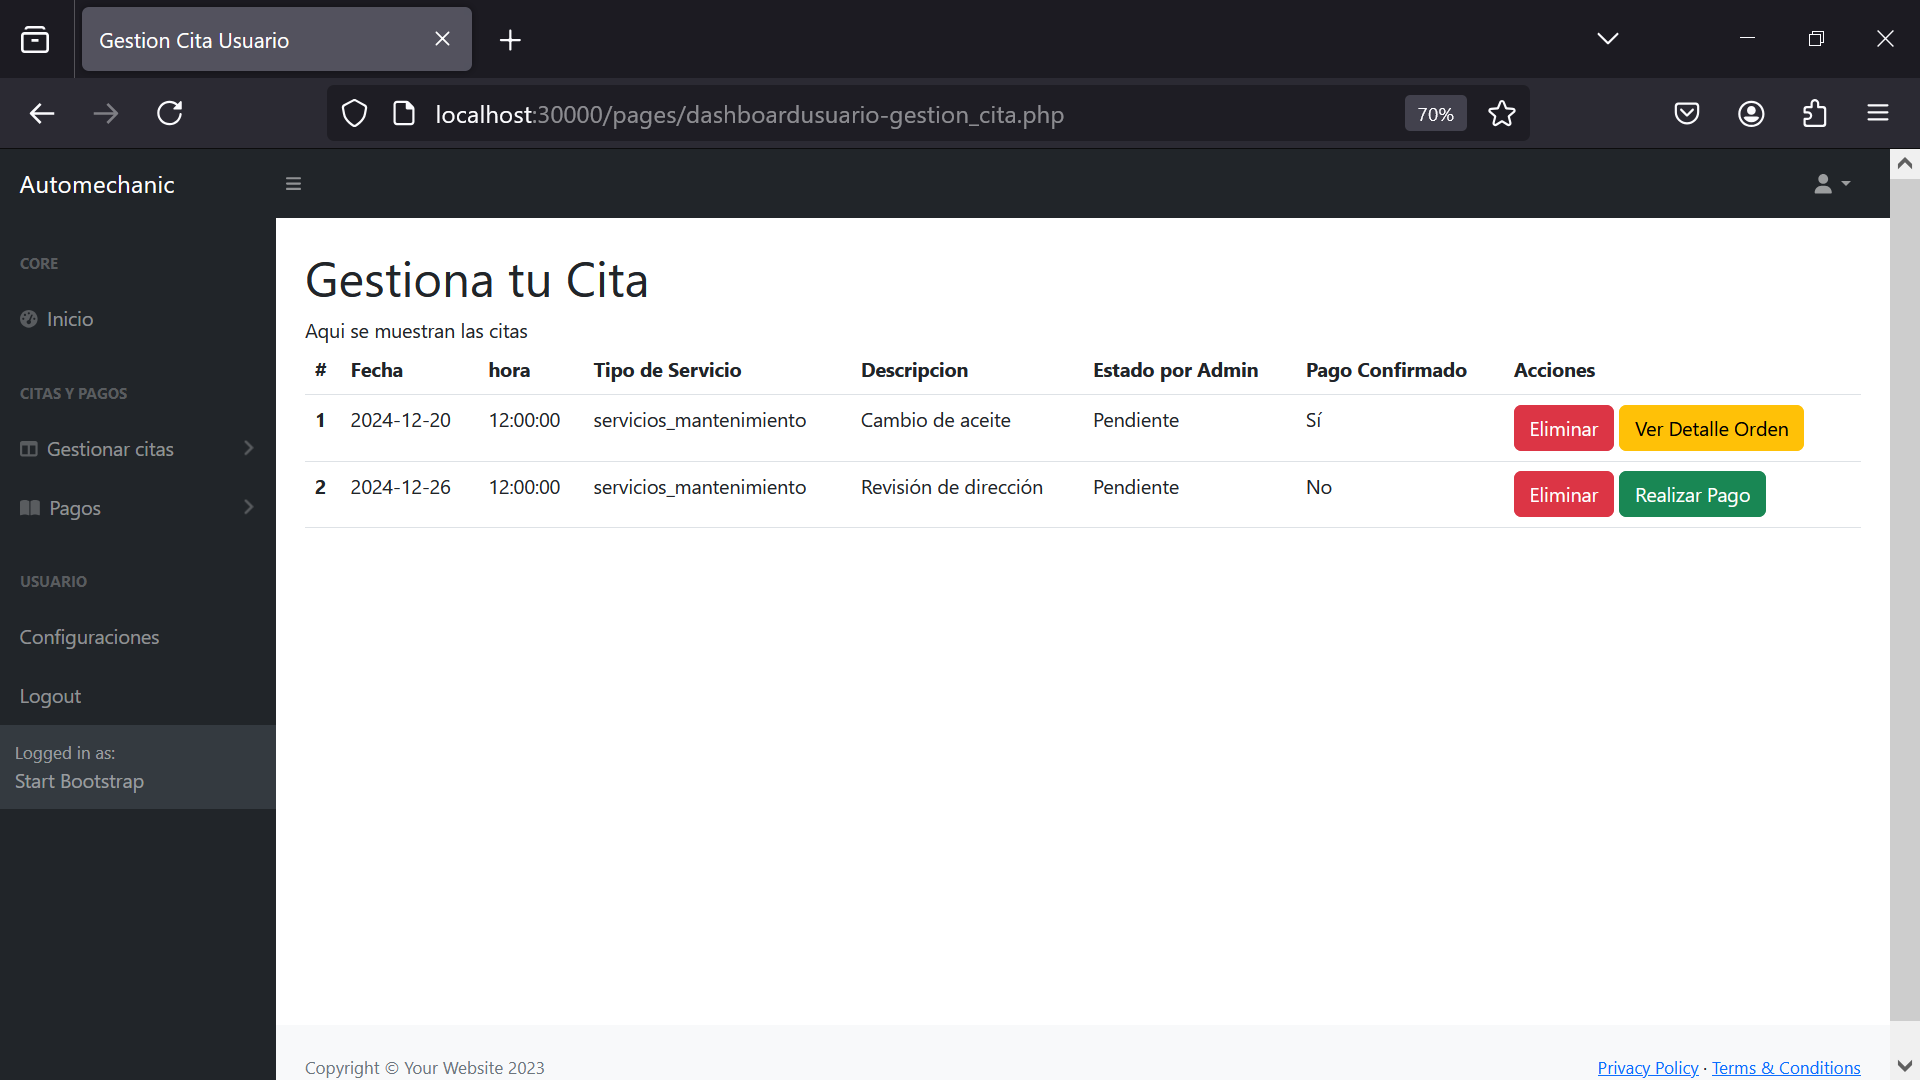 Gestion Cita Usuario
localhost:30000/pages/dashboardusuario-gestion_cita.php
70%
Automechanic
CORE
Inicio
CITAS Y PAGOS
Gestionar citas
Pagos
USUARIO
Configuraciones
Logout
Logged in as:
Start Bootstrap
Gestiona tu Cita
Aqui se muestran las citas
# Fecha hora Tipo de Servicio Descripcion Estado por Admin Pago Confirmado Acciones
1 2024-12-20 12:00:00 servicios_mantenimiento Cambio de aceite Pendiente Sí Eliminar Ver Detalle Orden
2 2024-12-26 12:00:00 servicios_mantenimiento Revisión de dirección Pendiente No Eliminar Realizar Pago
Copyright © Your Website 2023
Privacy Policy · Terms & Conditions